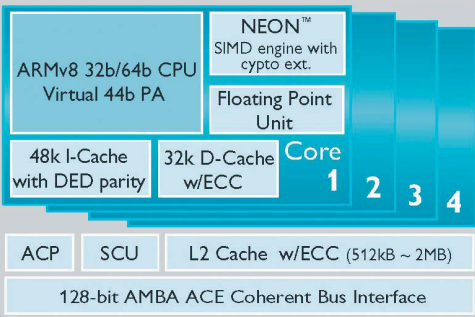 ARMv8 32b/64b CPU
Virtual 44b PA
NEON™
SIMD engine with
cypto ext.
Floating Point
Unit
48k I-Cache
with DED parity
32k D-Cache
w/ECC
Core
1
2
3
4
ACP
SCU
L2 Cache w/ECC (512kB ~ 2MB)
128-bit AMBA ACE Coherent Bus Interface